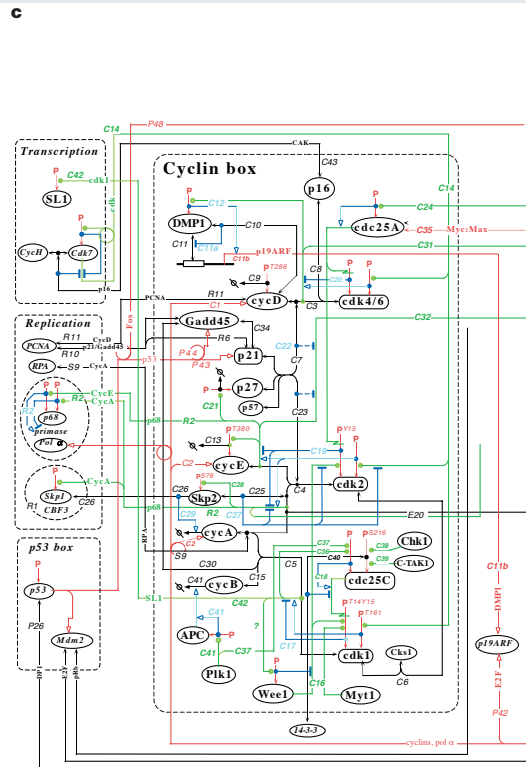 c
P48
C14
CAK
Transcription
C42
cdk1
SL1
cdk
CycH
Cdk7
p16
Cyclin box
C43
p16
P
C12
DMP1
C10
C11
C11a
C11b
p19ARF
P
C24
cdc25A
C35
Myc:Max
C14
C31
P
T286
C9
C8
C20
P
P
PCNA
R11
C1
cycD
C3
cdk4/6
Fos
Replication
R11
CycD
PCNA
p21/Gadd45
R10
RPA
S9
CycA
Gadd45
C34
R6
C32
p53
P44
P43
p21
C22
C7
P
P
CycE
R2
CycA
R2
p68
primase
Pol α
P
P
p27
p57
C21
p68
R2
C23
C13
P
T380
P
Y15
P
C2
cycE
C19
P
CycA
Skp1
CBF3
R1
C26
p68
C26
P
S76
C28
Skp2
C25
R2
C27
C29
C4
cdk2
E20
RPA
cycA
C2
S9
C30
p53 box
P
p53
P26
Mdm2
C41
cycB
C15
C5
SL1
C42
C37
C36
C40
P
P
S216
C38
C39
Chk1
C-TAK1
C18
cdc25C
P
T14Y15
P
T161
C41
APC
P
C41
C37
?
Plk1
C17
P
Wee1
C16
cdk1
Cks1
C6
Myt1
14-3-3
C11b
DMP1
p19ARF
E2F
P42
E2F
cyclins, pol α